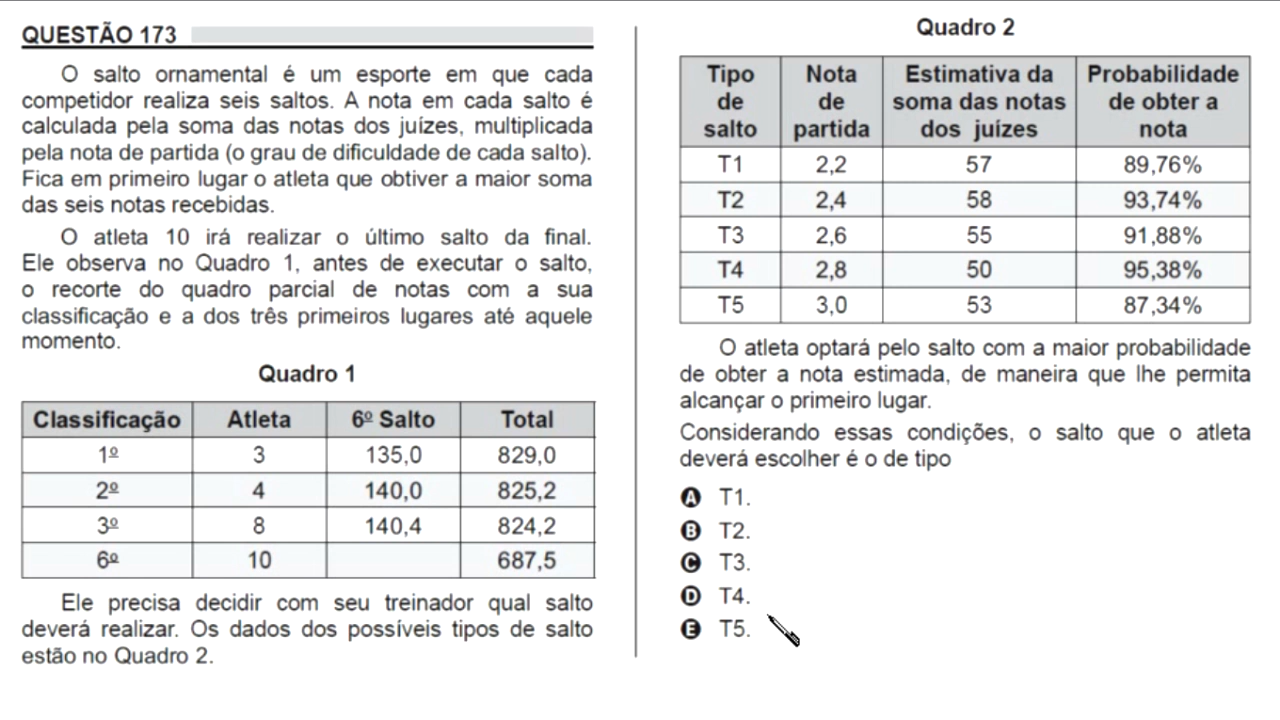 QUESTÃO 173
O salto ornamental é um esporte em que cada
competidor realiza seis saltos. A nota em cada salto é
calculada pela soma das notas dos juízes, multiplicada
pela nota de partida (o grau de dificuldade de cada salto).
Fica em primeiro lugar o atleta que obtiver a maior soma
das seis notas recebidas.
O atleta 10 irá realizar o último salto da final.
Ele observa no Quadro 1, antes de executar o salto,
o recorte do quadro parcial de notas com a sua
classificação e a dos três primeiros lugares até aquele
momento.
Quadro 1
Classificação Atleta 6º Salto Total
1º 3 135,0 829,0
2º 4 140,0 825,2
3º 8 140,4 824,2
6º 10 687,5
Ele precisa decidir com seu treinador qual salto
deverá realizar. Os dados dos possíveis tipos de salto
estão no Quadro 2.
Quadro 2
Tipo de salto Nota de partida Estimativa da soma das notas dos juízes Probabilidade de obter a nota
T1 2,2 57 89,76%
T2 2,4 58 93,74%
T3 2,6 55 91,88%
T4 2,8 50 95,38%
T5 3,0 53 87,34%
O atleta optará pelo salto com a maior probabilidade
de obter a nota estimada, de maneira que lhe permita
alcançar o primeiro lugar.
Considerando essas condições, o salto que o atleta
deverá escolher é o de tipo
A T1.
B T2.
C T3.
D T4.
E T5.